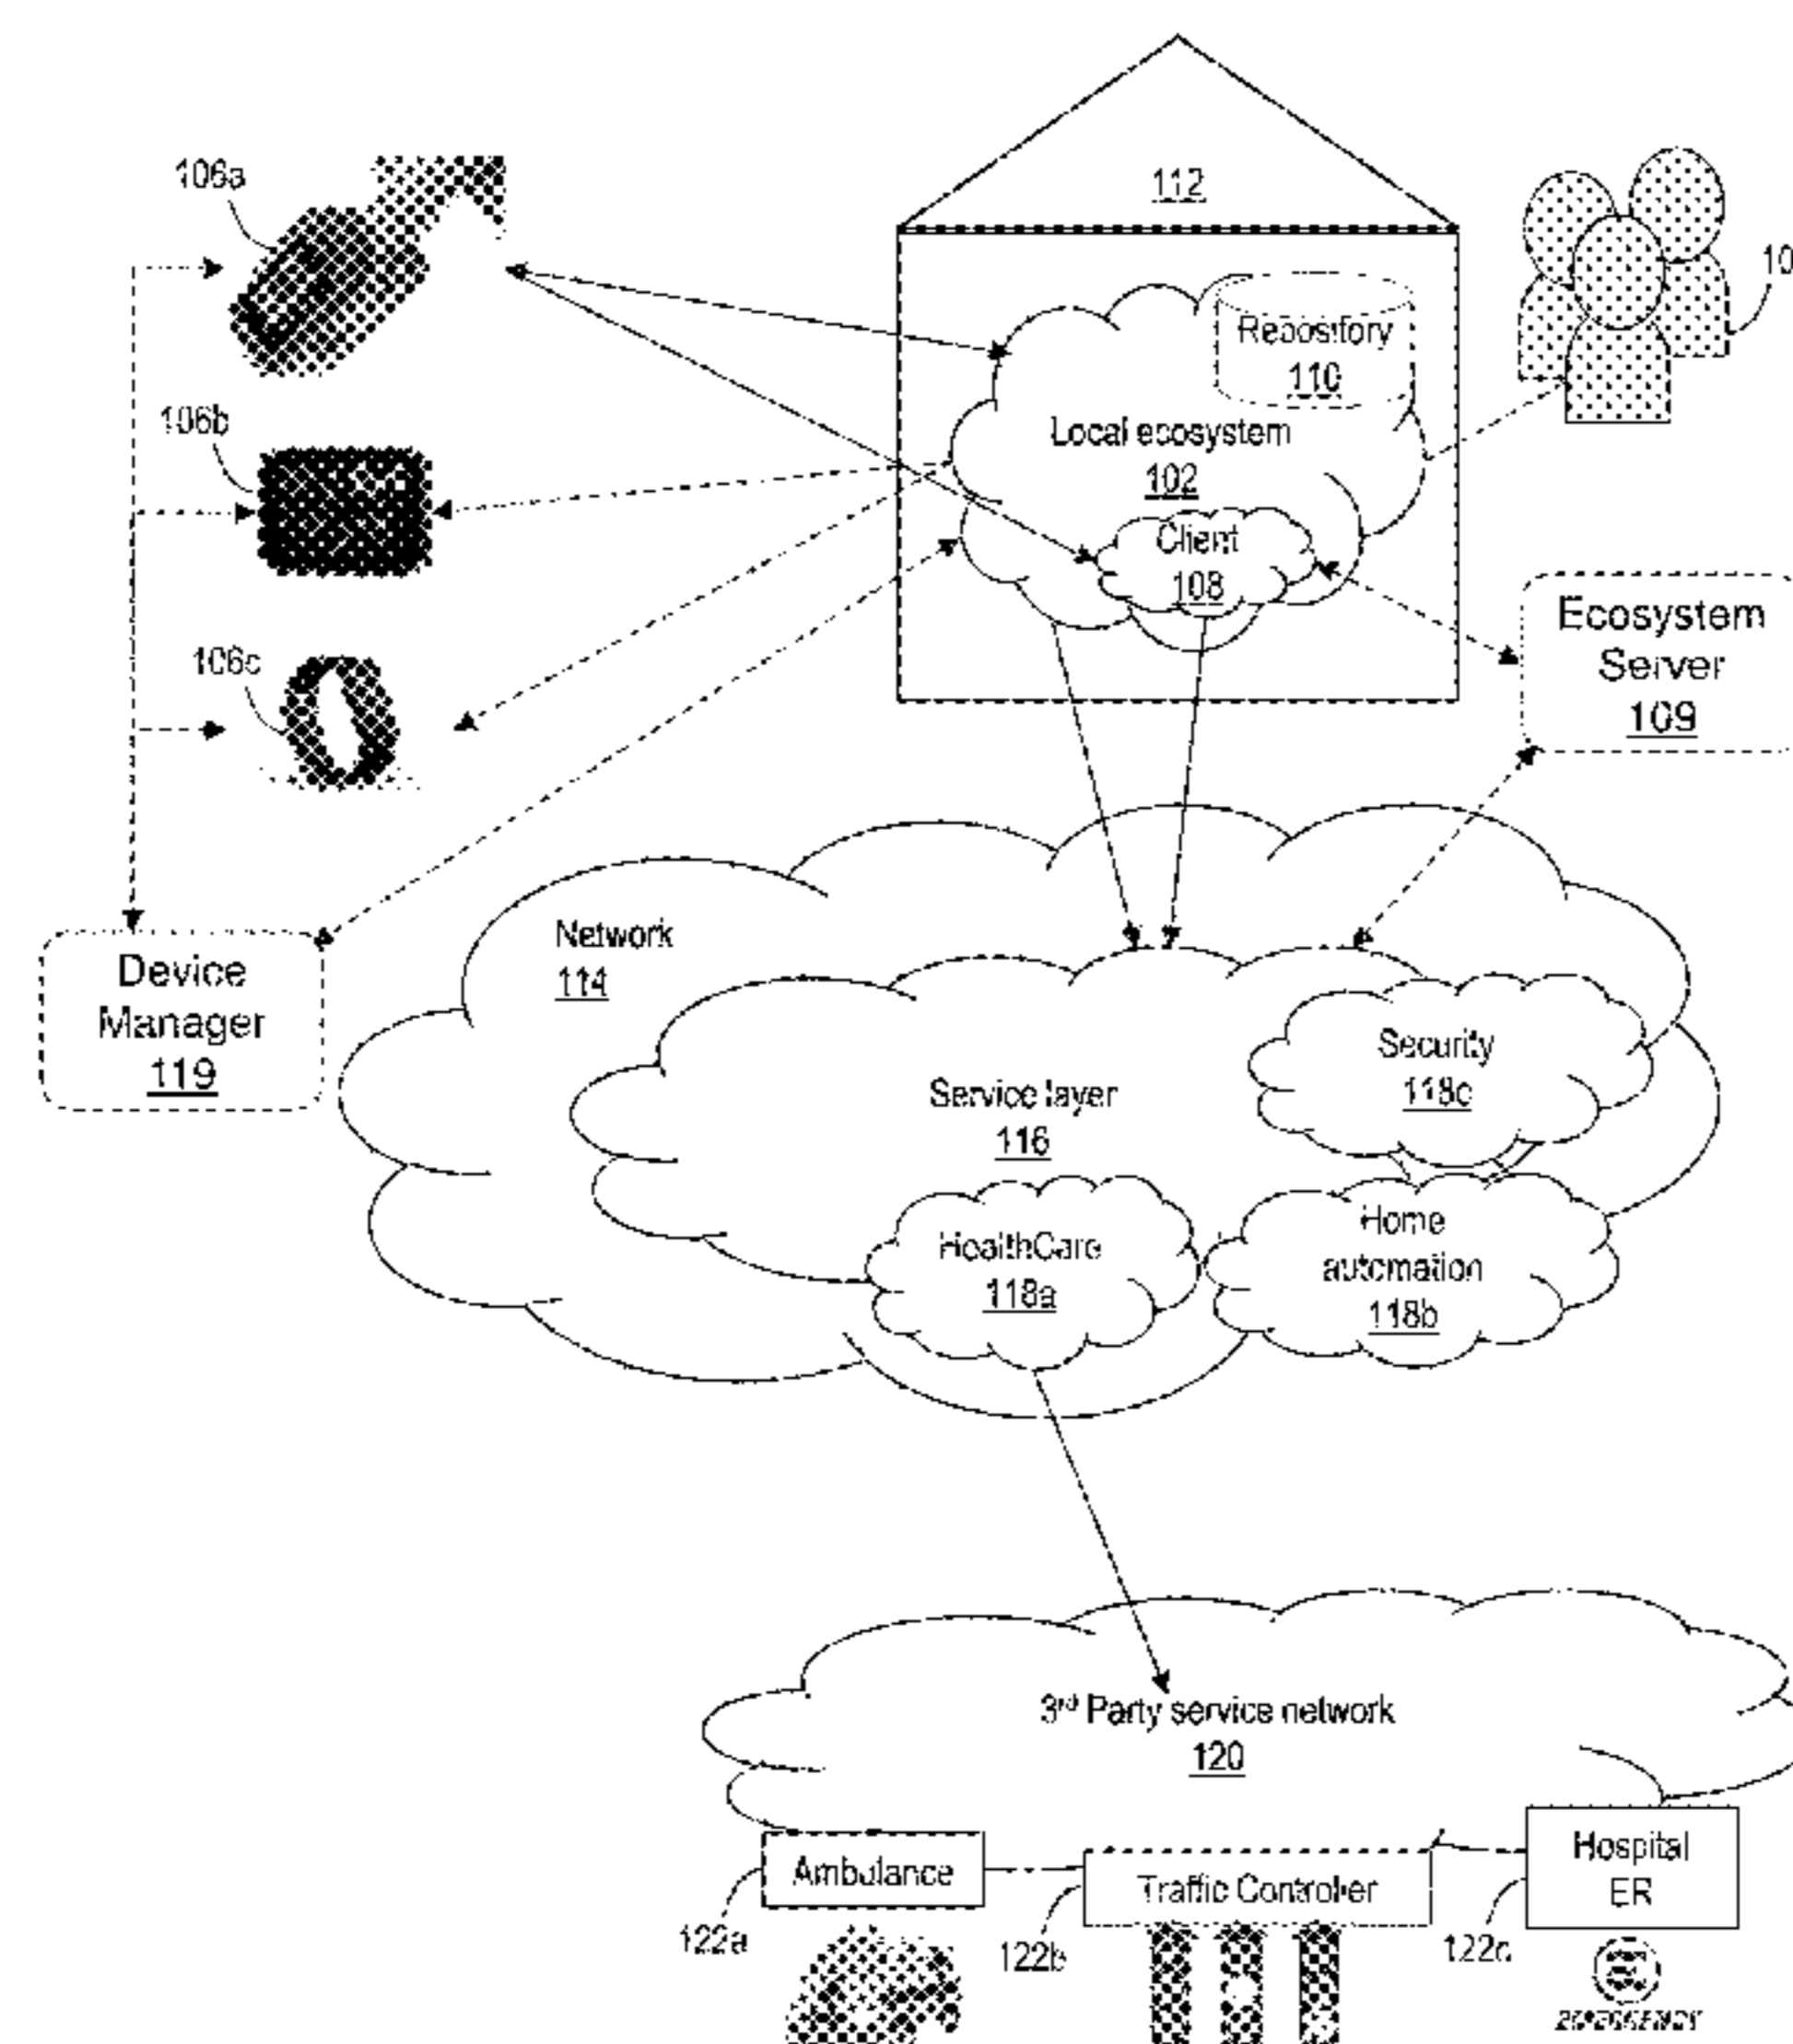 112
106a
10
Repository
110
106b
Local ecosystem
102
Client
108
Ecosystem
Server
109
106c
Network
114
Device
Manager
119
Security
118c
Service layer
116
Home
automation
118b
HealthCare
118a
3rd Party service network
120
Hospital
ER
Ambulance
Traffic Controller
122a
122b
122c
EMERGENCY